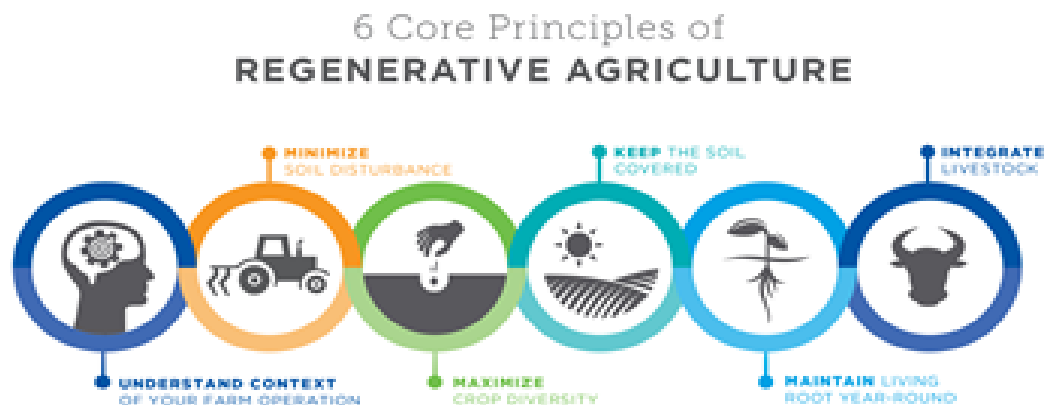 6 Core Principles of
REGENERATIVE AGRICULTURE
UNDERSTAND CONTEXT
OF YOUR FARM OPERATION
MINIMIZE
SOIL DISTURBANCE
MAXIMIZE
CROP DIVERSITY
KEEP THE SOIL
COVERED
MAINTAIN LIVING
ROOT YEAR-ROUND
INTEGRATE
LIVESTOCK